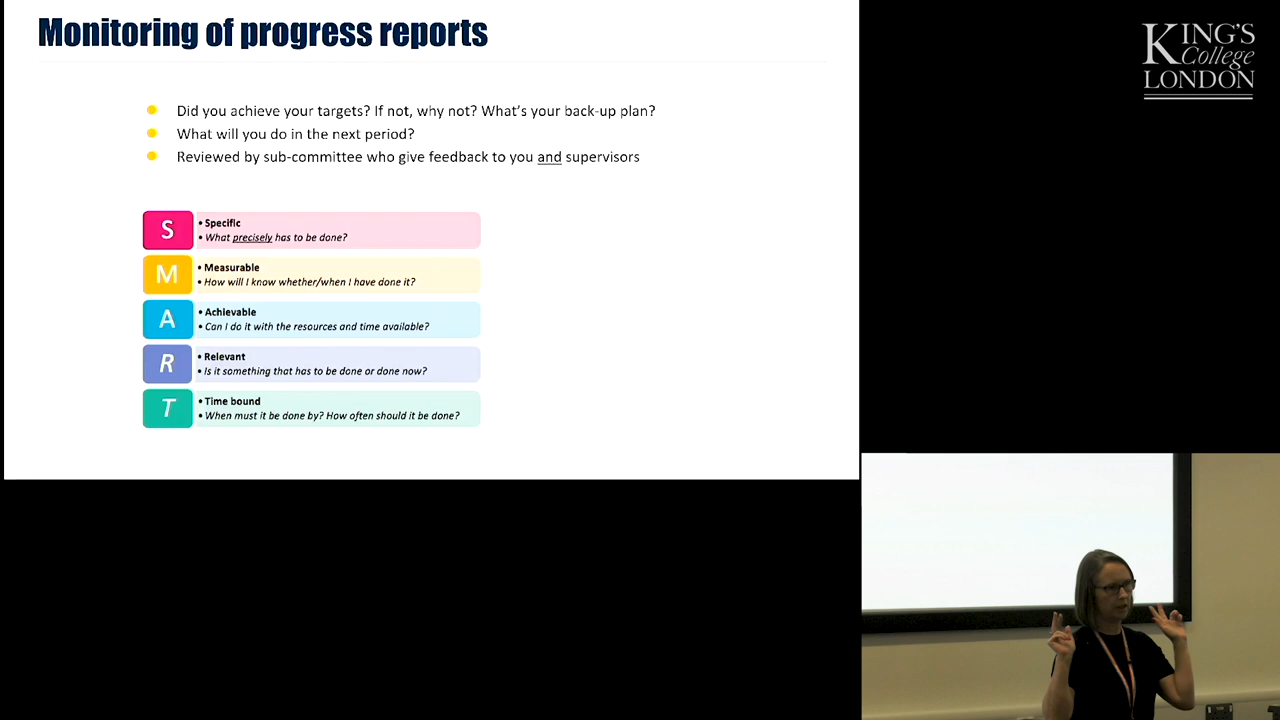 Monitoring of progress reports
Did you achieve your targets? If not, why not? What's your back-up plan?
What will you do in the next period?
Reviewed by sub-committee who give feedback to you and supervisors
S
• Specific
• What precisely has to be done?
M
• Measurable
• How will I know whether/when I have done it?
A
• Achievable
• Can I do it with the resources and time available?
R
• Relevant
• Is it something that has to be done or done now?
T
• Time bound
• When must it be done by? How often should it be done?
KING'S
College
LONDON